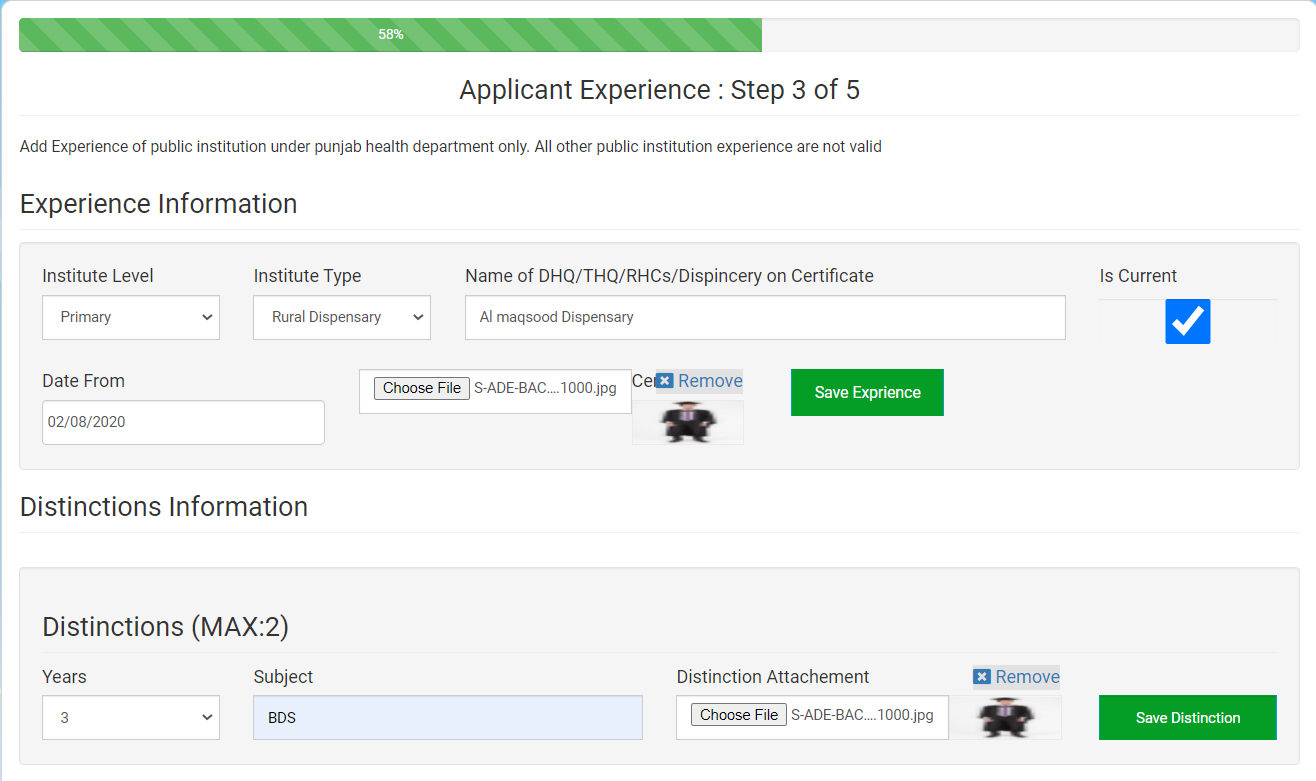 58%
Applicant Experience : Step 3 of 5
Add Experience of public institution under punjab health department only. All other public institution experience are not valid
Experience Information
Institute Level Institute Type Name of DHQ/THQ/RHCs/Dispincery on Certificate Is Current
Primary Rural Dispensary Al maqsood Dispensary
Date From Choose File S-ADE-BAC....1000.jpg Remove Save Exprience
02/08/2020
Distinctions Information
Distinctions (MAX:2)
Years Subject Distinction Attachement Remove
3 BDS Choose File S-ADE-BAC....1000.jpg Save Distinction